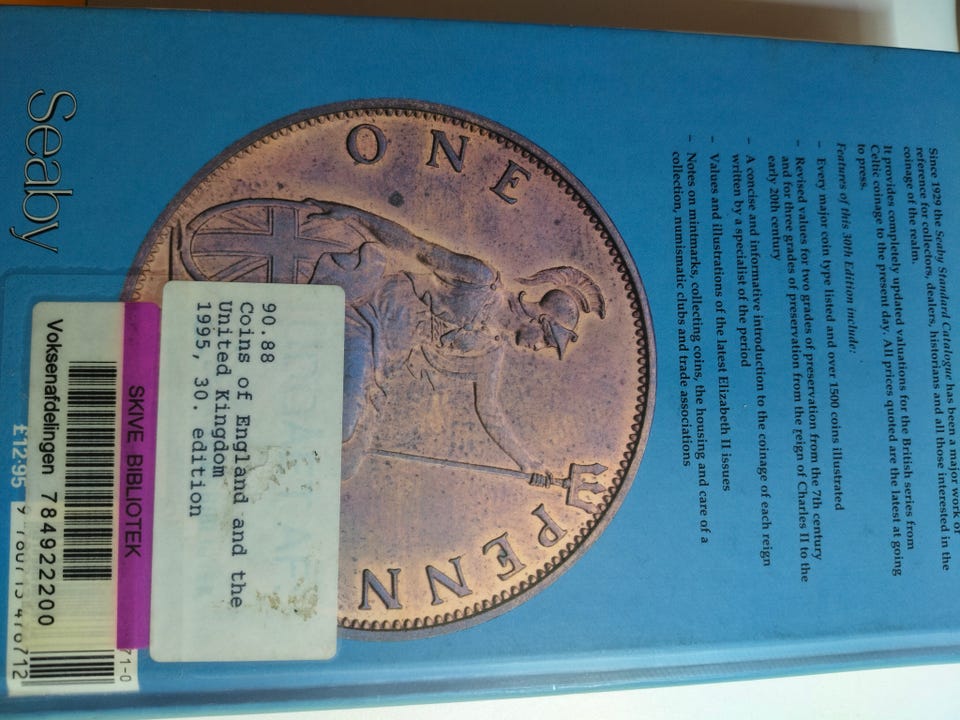 Since 1929 the Seaby Standard Catalogue has been a major work of
reference for collectors, dealers, historians and all those interested in the
coinage of the realm.
It provides completely updated valuations for the British series from
Celtic coinage to the present day. All prices quoted are the latest at going
to press.
Features of this 30th Edition include:
– Every major coin type listed and over 1500 coins illustrated
– Revised values for two grades of preservation from the 7th century
and for three grades of preservation from the reign of Charles II to the
early 20th century
– A concise and informative introduction to the coinage of each reign
written by a specialist of the period
– Values and illustrations of the latest Elizabeth II issues
– Notes on mintmarks, collecting coins, the housing and care of a
collection, numismatic clubs and trade associations
ONE PENN
90.88
Coins of England and the
United Kingdom
1995, 30. edition
SKIVE BIBLIOTEK
71-0
Voksenafdelingen 7 84922200
£12.95
Seaby